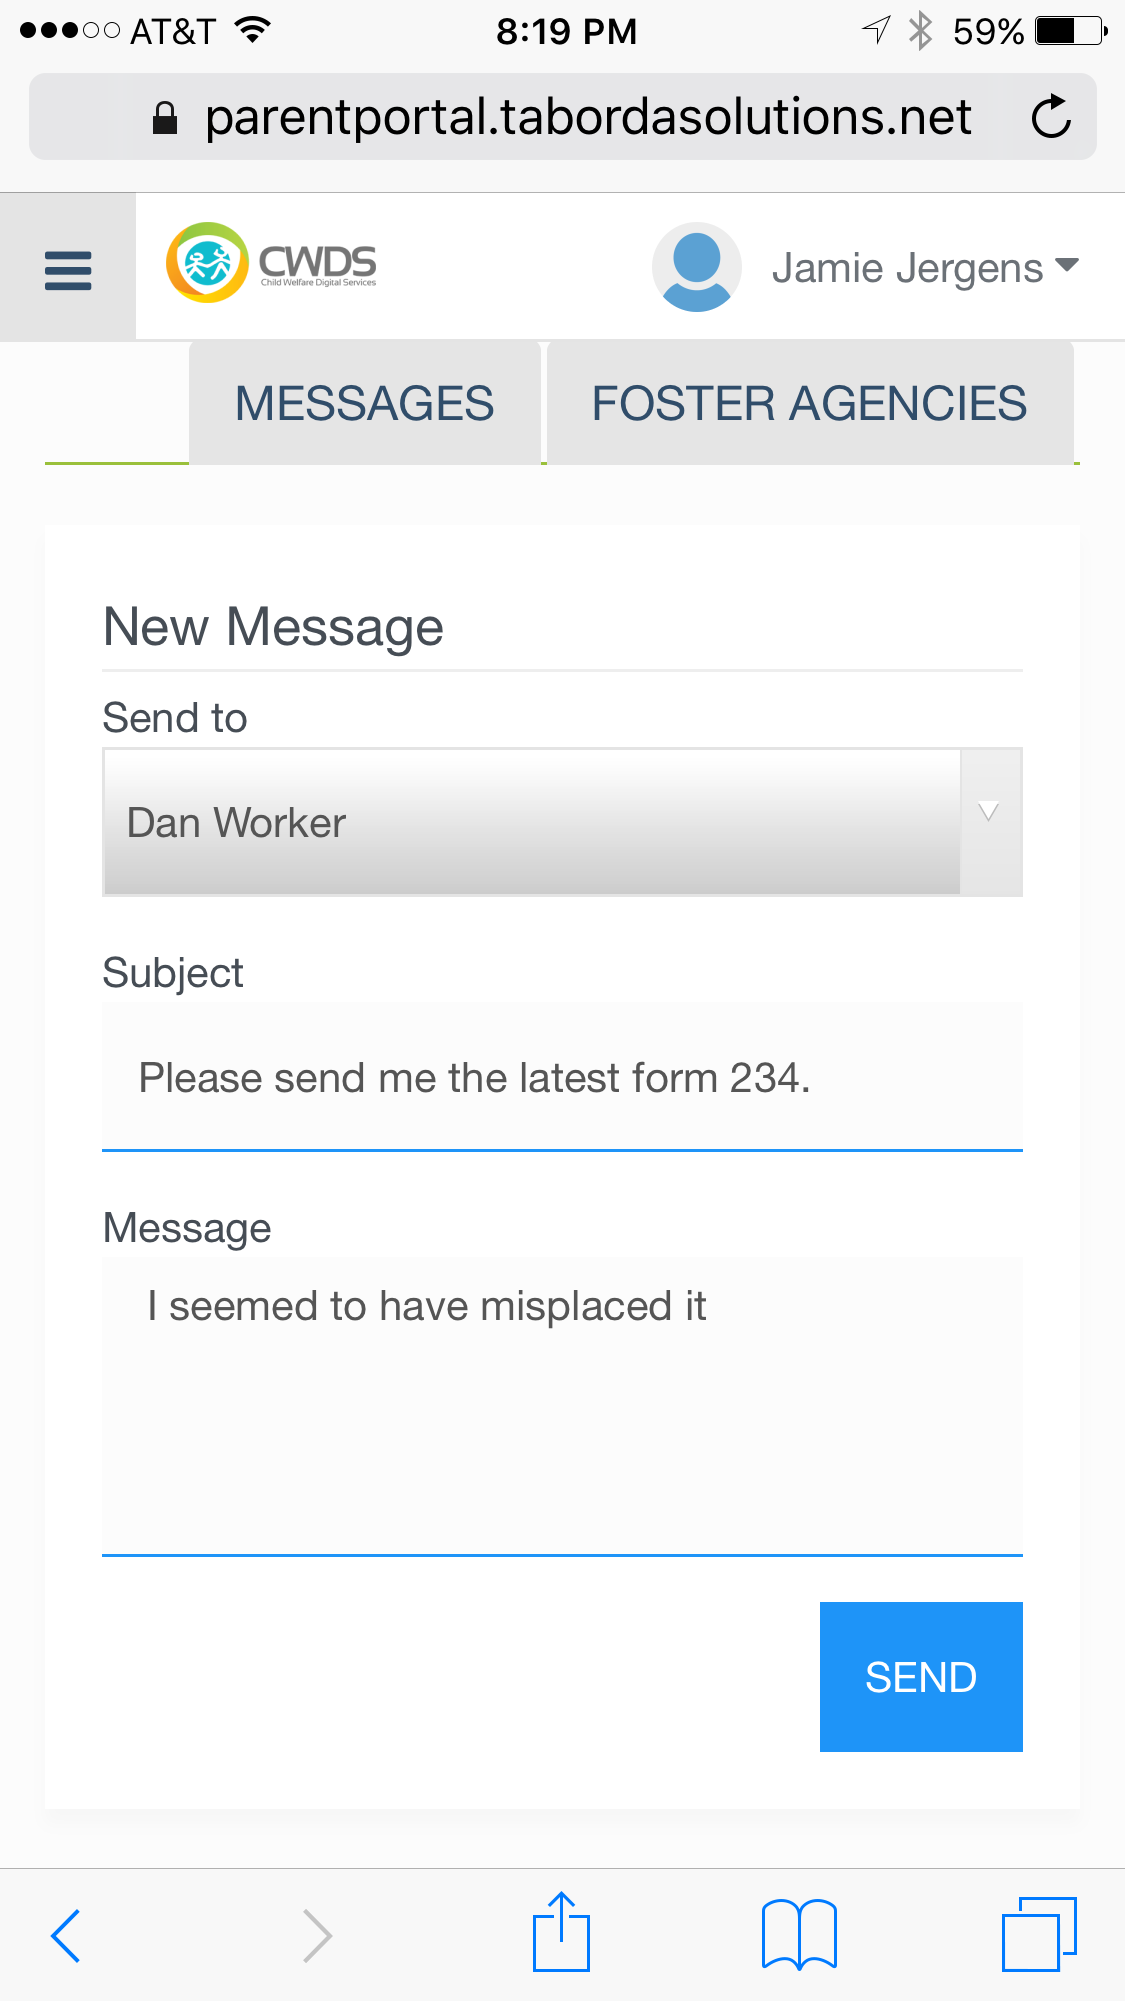 AT&T 8:19 PM 59%
parentportal.tabordasolutions.net
CWDS
Child Welfare Digital Services
Jamie Jergens
MESSAGES FOSTER AGENCIES
New Message
Send to
Dan Worker
Subject
Please send me the latest form 234.
Message
I seemed to have misplaced it
SEND